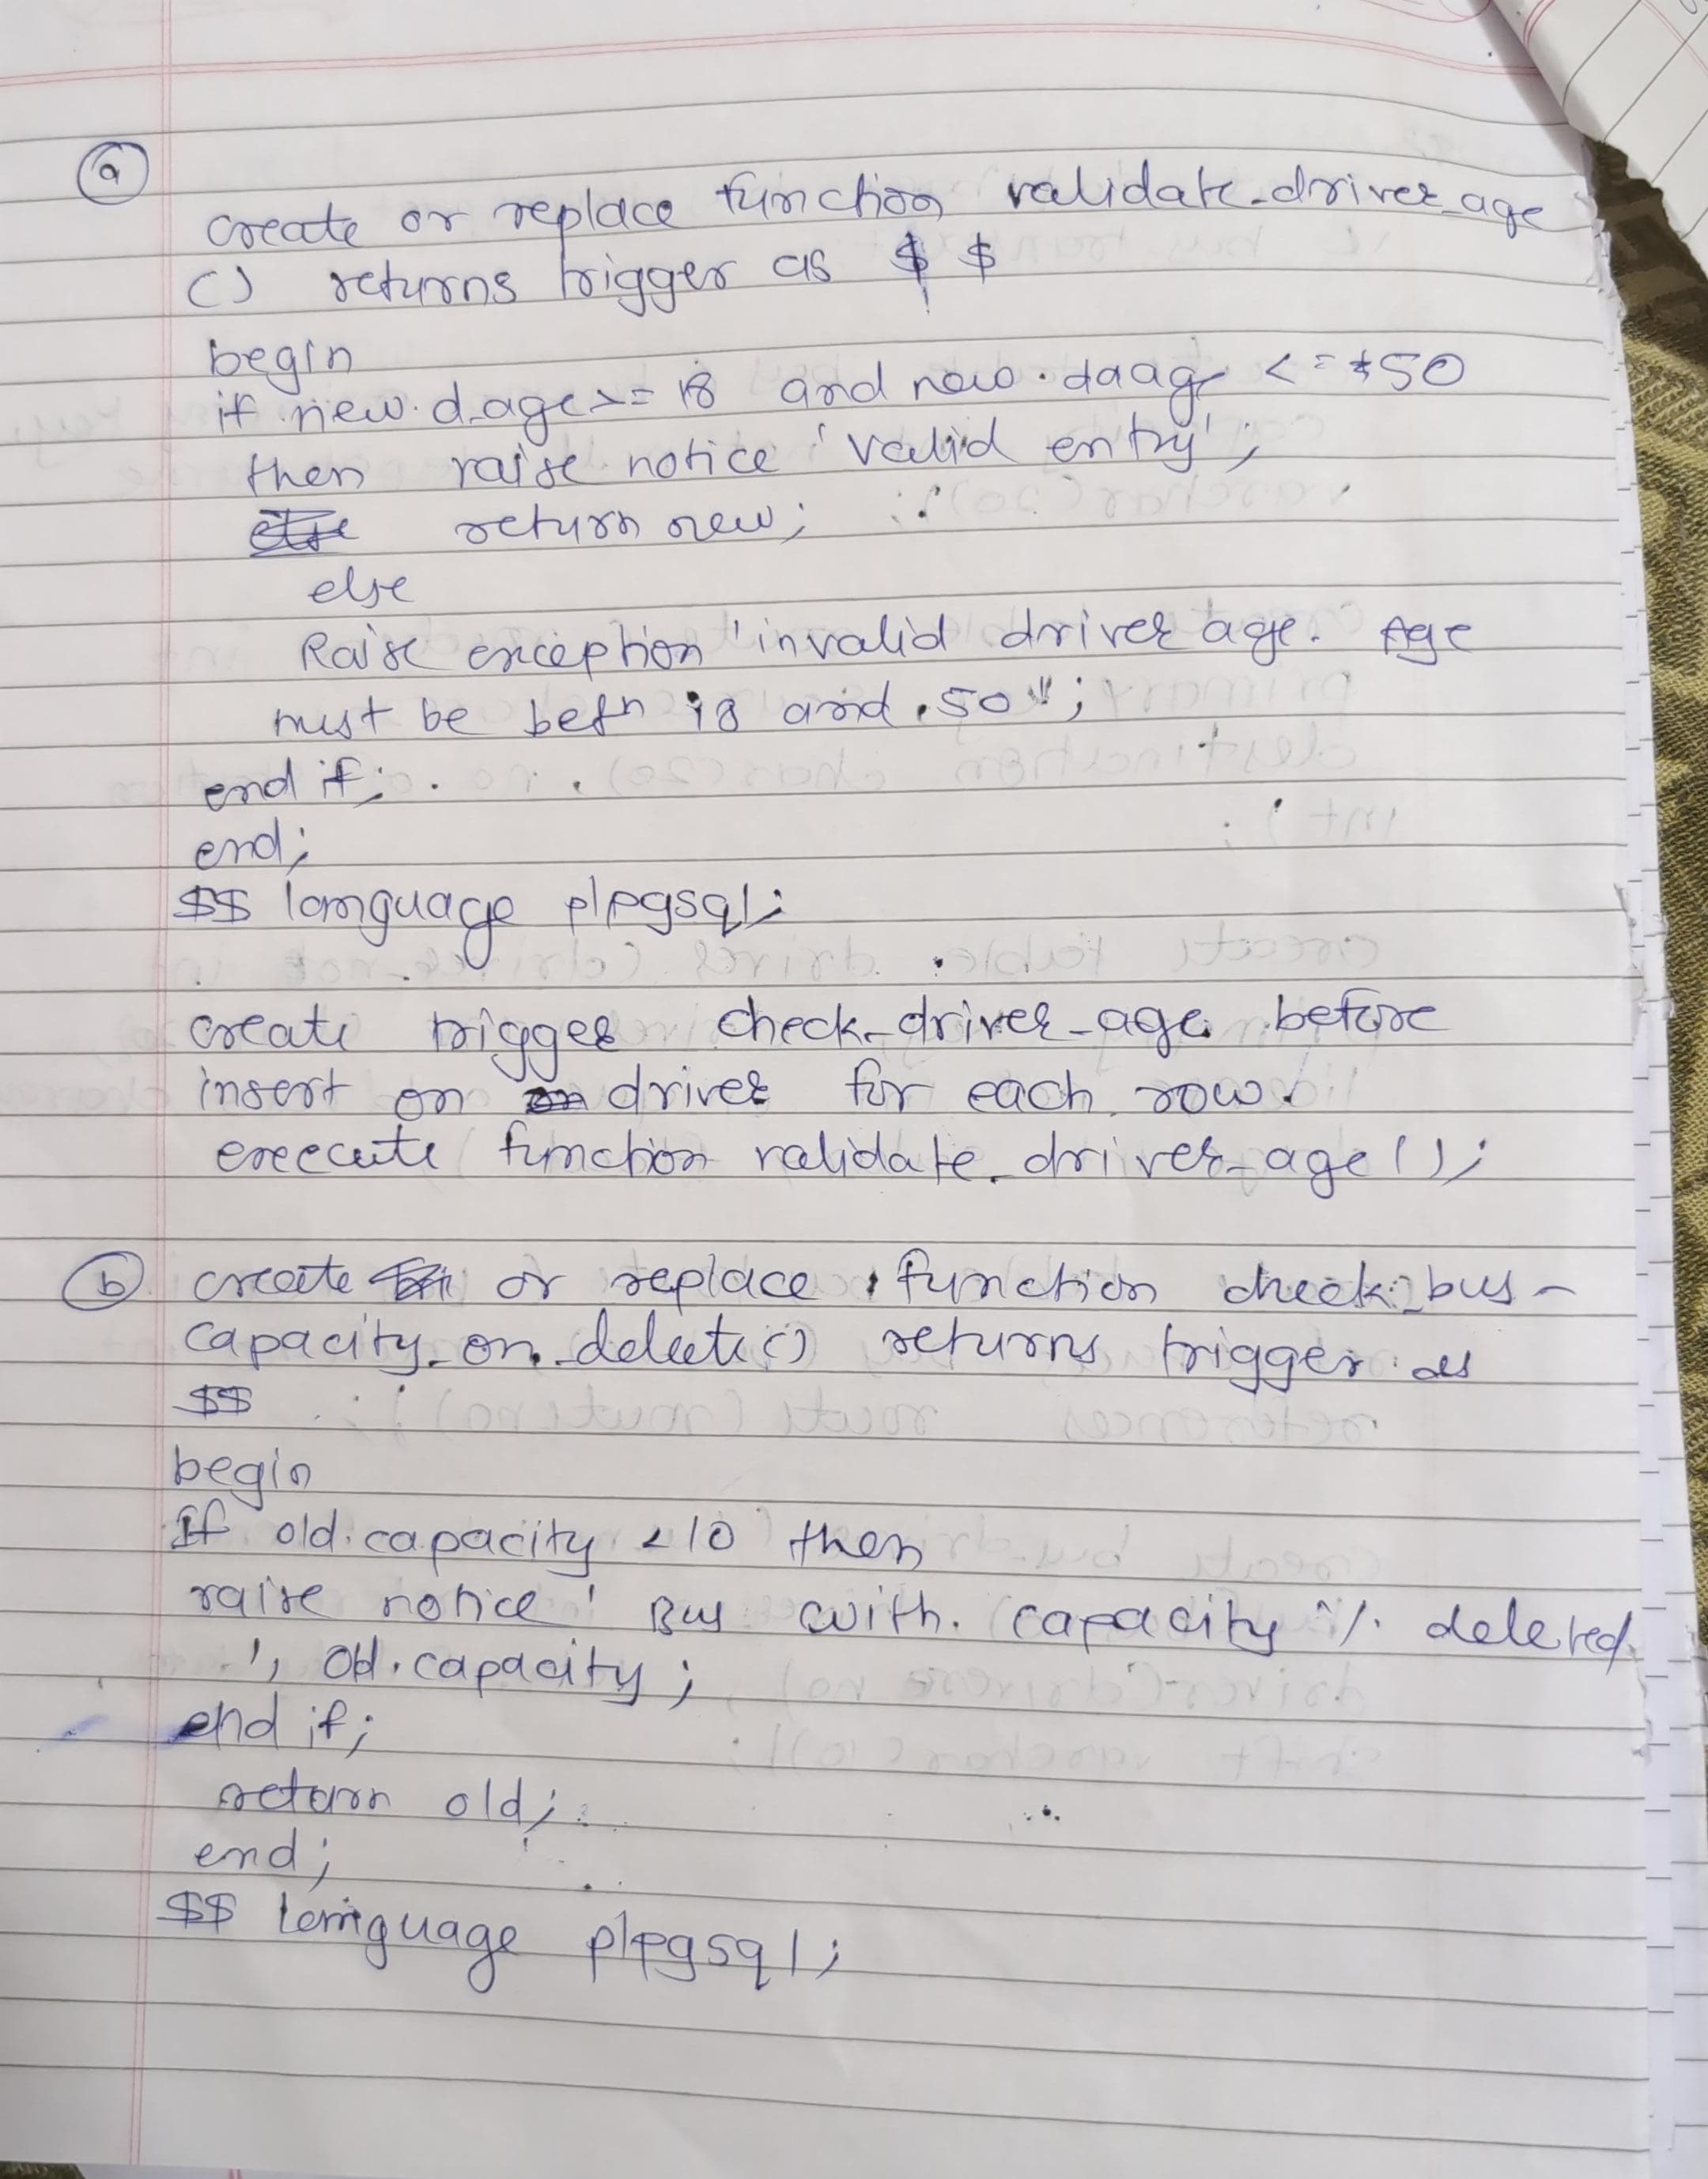 a
create or replace function validate_driver_age
() returns trigger as $ $
begin
if new.d_age >= 18 and new.daage <= 50
then raise notice 'valid entry';
return new;
else
Raise exception 'invalid driver age. Age
must be betn 18 and 50';
end if;
end;
$$ language plpgsql;
create trigger check_driver_age before
insert on driver for each row
execute function validate_driver_age();
b create or replace function check_bus_
capacity_on_delete() returns trigger as
$$
begin
If old.capacity <10 then
raise notice ' Bus with capacity % deleted
', old.capacity;
end if;
return old;
end;
$$ language plpgsql;